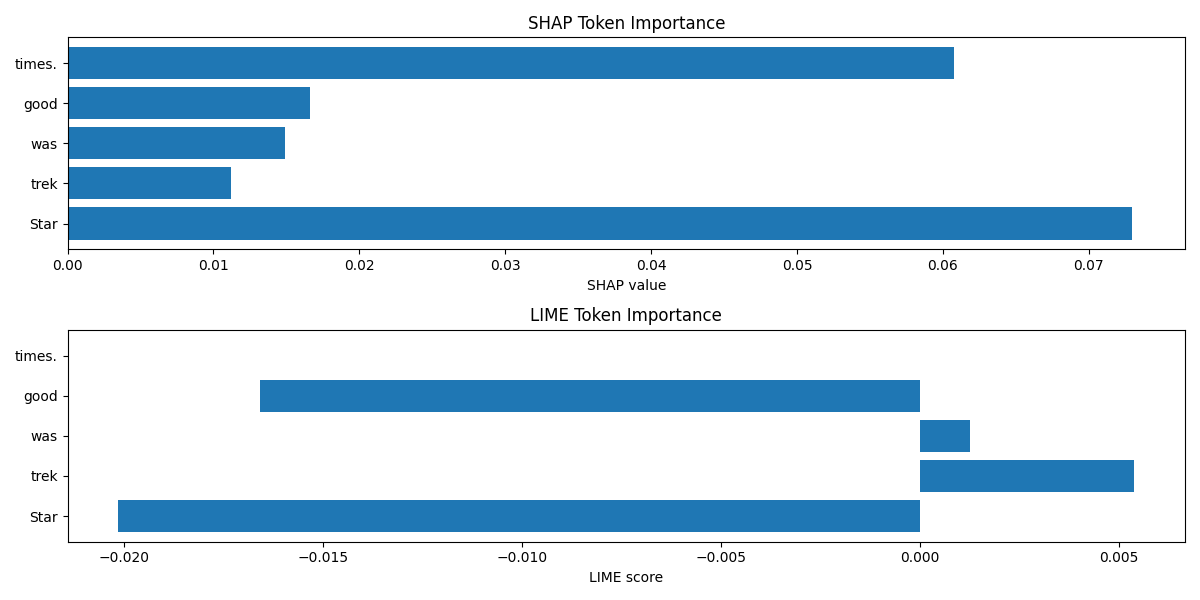 SHAP Token Importance
times.
good
was
trek
Star
0.00 0.01 0.02 0.03 0.04 0.05 0.06 0.07
SHAP value
LIME Token Importance
times.
good
was
trek
Star
−0.020 −0.015 −0.010 −0.005 0.000 0.005
LIME score